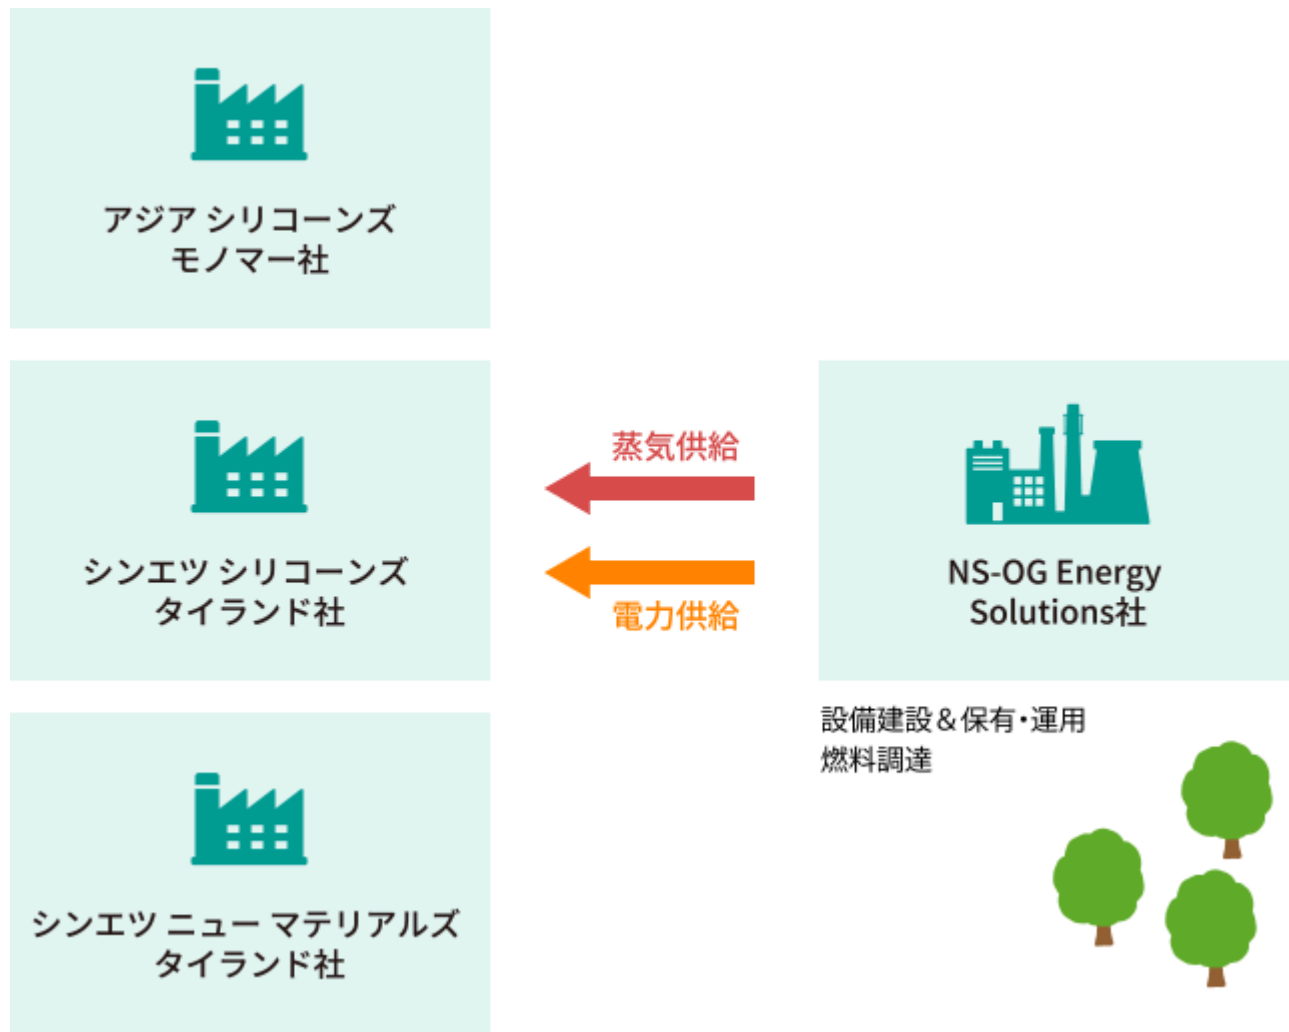 アジア シリコーンズ
モノマー社
シンエツ シリコーンズ
タイランド社
シンエツ ニュー マテリアルズ
タイランド社
蒸気供給
電力供給
NS-OG Energy
Solutions社
設備建設＆保有・運用
燃料調達